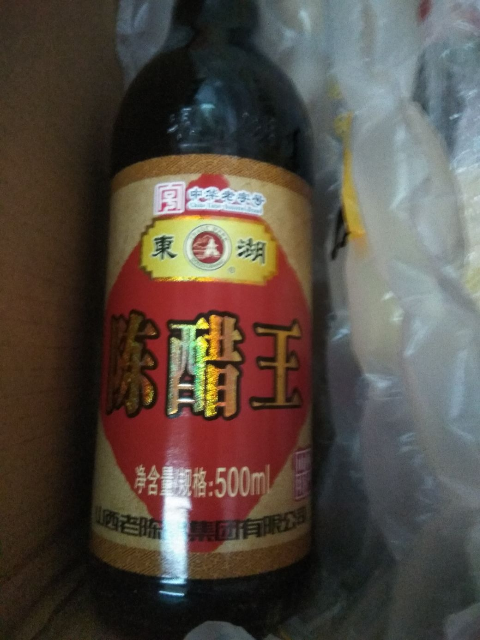 中华老字号
東湖
陈醋王
净含量/规格:500ml
山西老陈醋集团有限公司